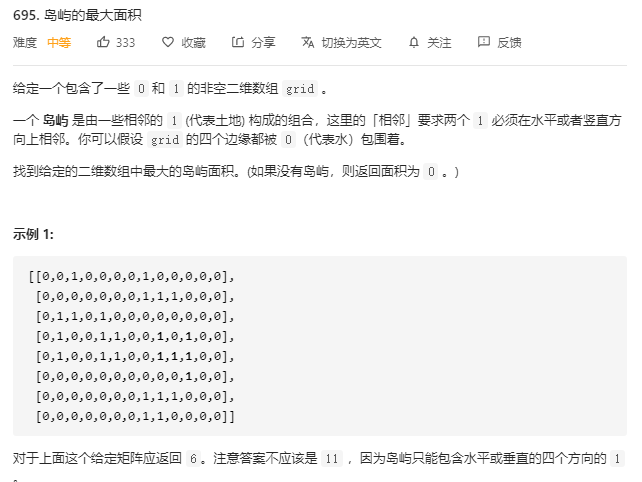 695. 岛屿的最大面积
难度 中等 333 收藏 分享 切换为英文 关注 反馈
给定一个包含了一些 0 和 1 的非空二维数组 grid 。
一个 岛屿 是由一些相邻的 1 (代表土地) 构成的组合，这里的「相邻」要求两个 1 必须在水平或者竖直方
向上相邻。你可以假设 grid 的四个边缘都被 0（代表水）包围着。
找到给定的二维数组中最大的岛屿面积。(如果没有岛屿，则返回面积为 0 。)
示例 1:
[[0,0,1,0,0,0,0,1,0,0,0,0,0],
[0,0,0,0,0,0,0,1,1,1,0,0,0],
[0,1,1,0,1,0,0,0,0,0,0,0,0],
[0,1,0,0,1,1,0,0,1,0,1,0,0],
[0,1,0,0,1,1,0,0,1,1,1,0,0],
[0,0,0,0,0,0,0,0,0,0,1,0,0],
[0,0,0,0,0,0,0,1,1,1,0,0,0],
[0,0,0,0,0,0,0,1,1,0,0,0,0]]
对于上面这个给定矩阵应返回 6。注意答案不应该是 11 ，因为岛屿只能包含水平或垂直的四个方向的 1
。